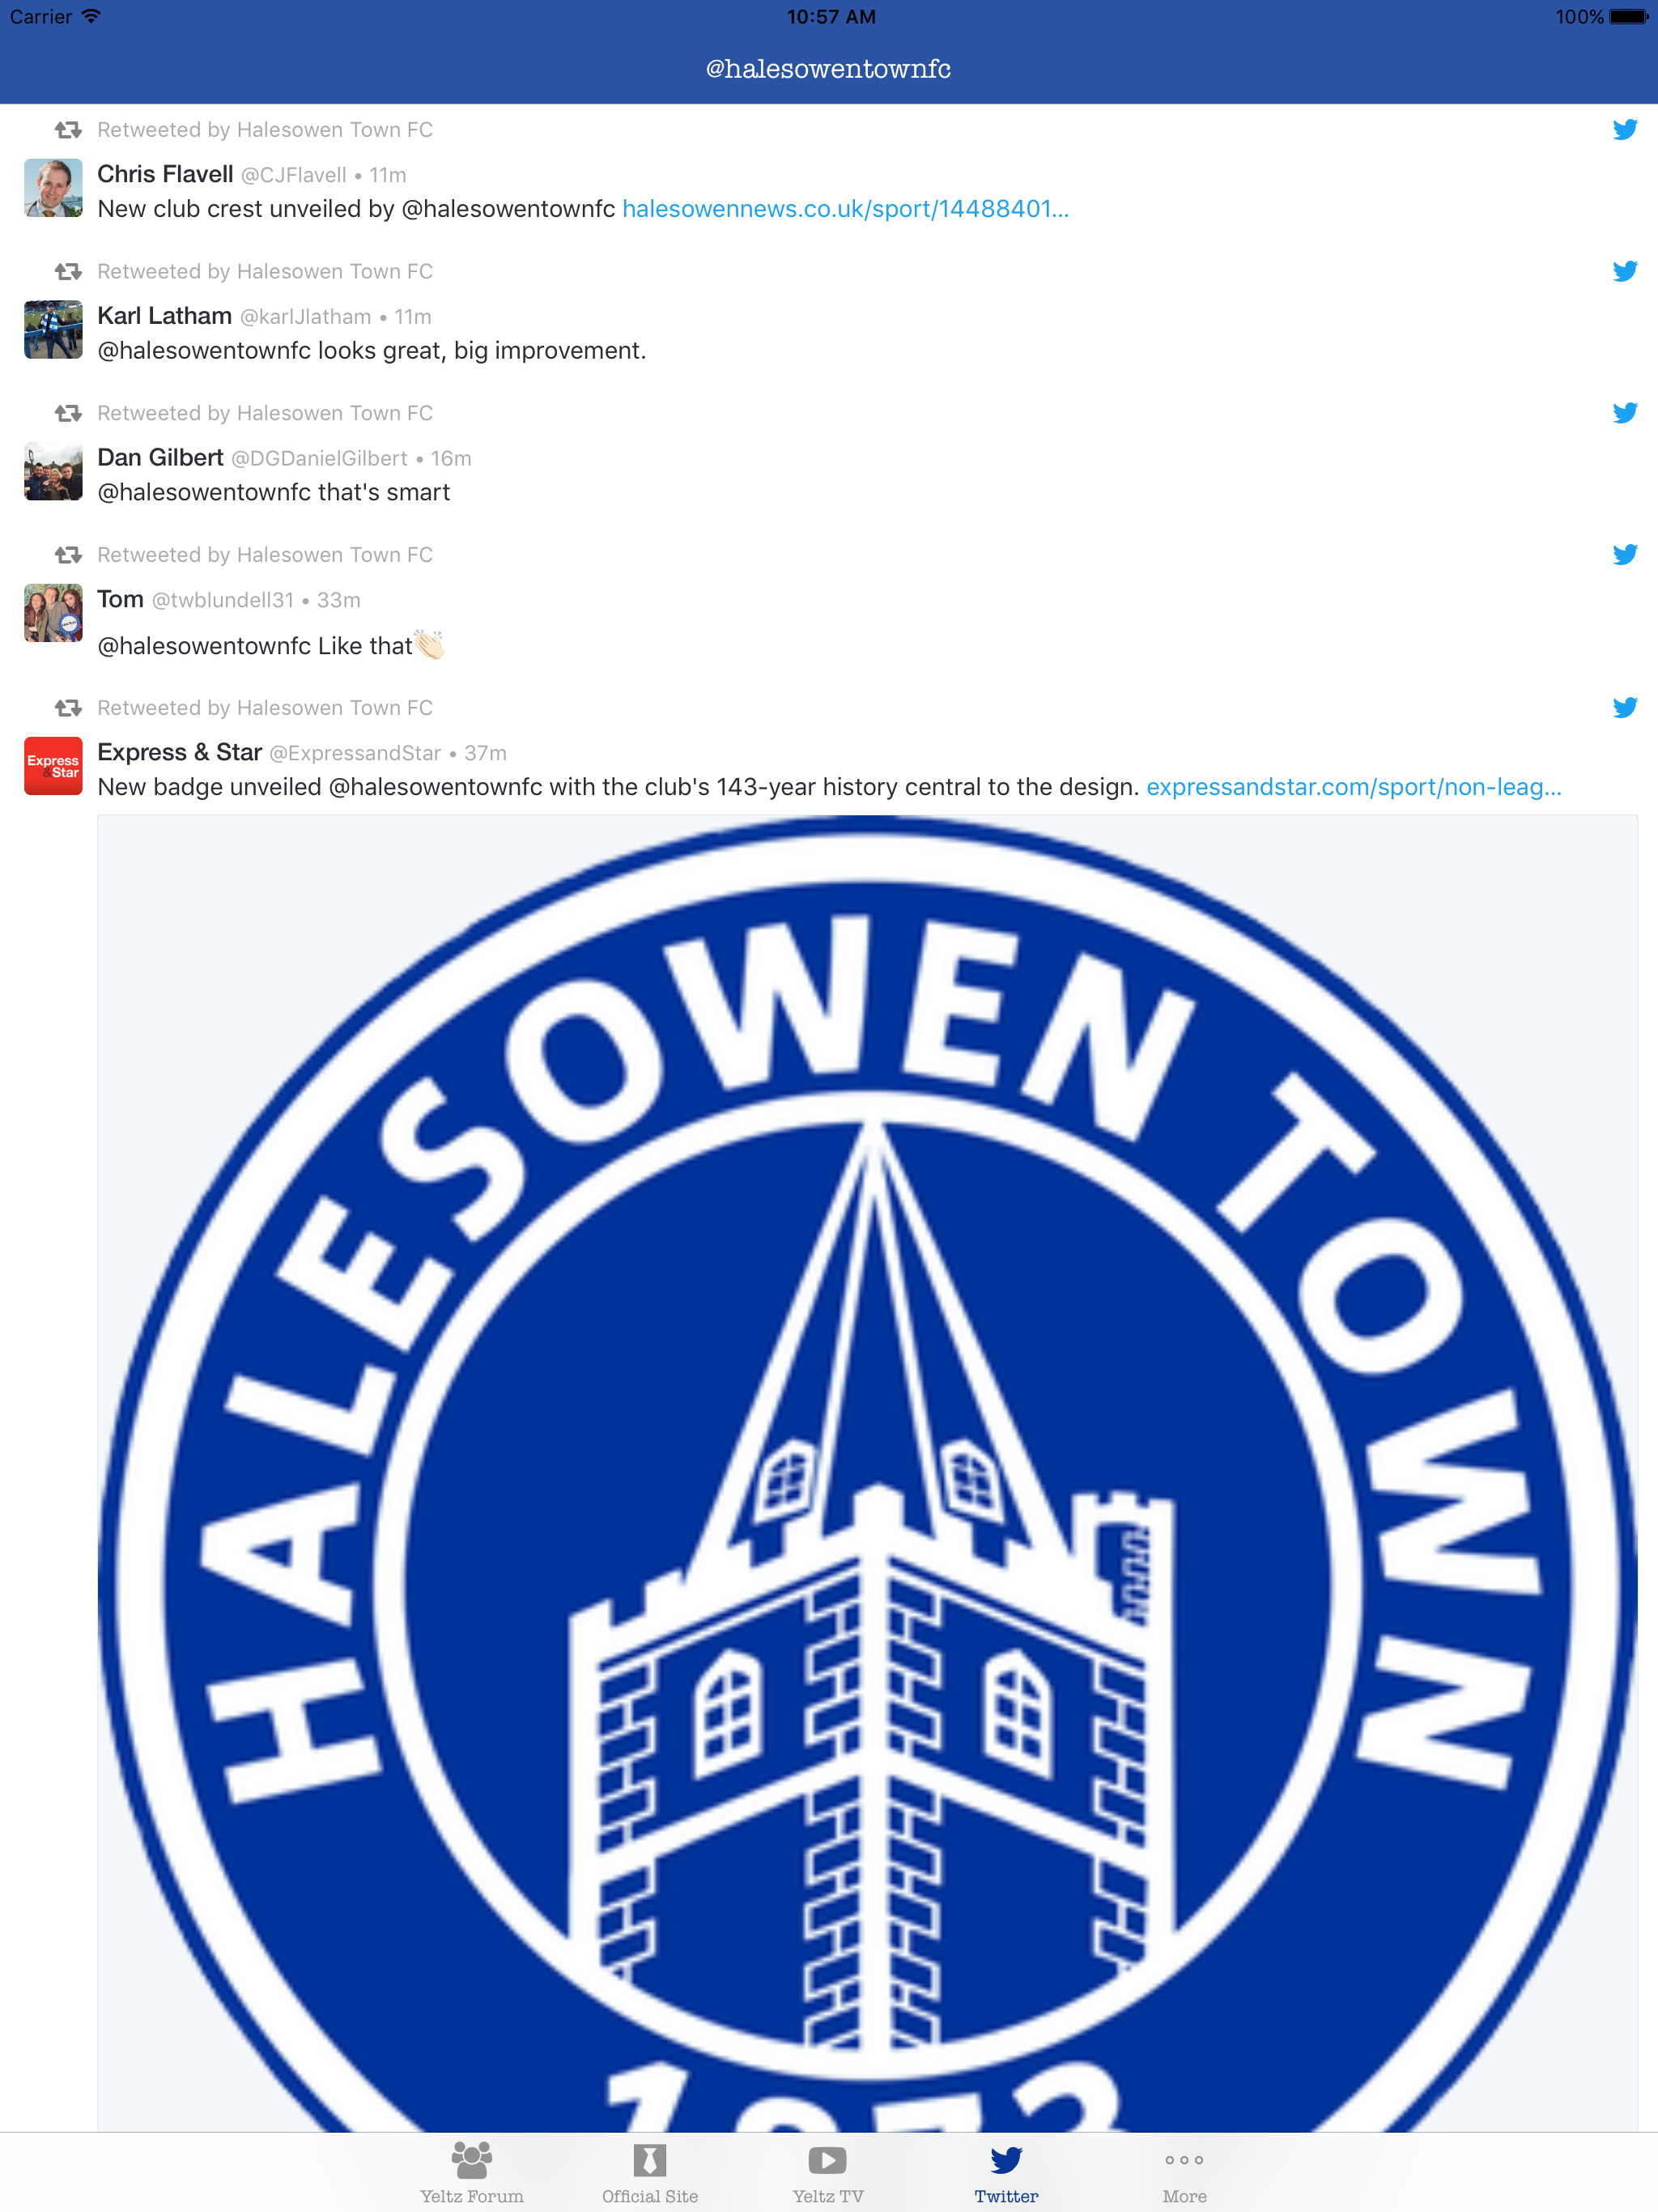 Carrier 10:57 AM 100%
@halesowentownfc
Retweeted by Halesowen Town FC
Chris Flavell @CJFlavell • 11m
New club crest unveiled by @halesowentownfc halesowennews.co.uk/sport/14488401...
Retweeted by Halesowen Town FC
Karl Latham @karlJlatham • 11m
@halesowentownfc looks great, big improvement.
Retweeted by Halesowen Town FC
Dan Gilbert @DGDanielGilbert • 16m
@halesowentownfc that's smart
Retweeted by Halesowen Town FC
Tom @twblundell31 • 33m
@halesowentownfc Like that👏🏻
Retweeted by Halesowen Town FC
Express & Star @ExpressandStar • 37m
Express
&Star
New badge unveiled @halesowentownfc with the club's 143-year history central to the design. expressandstar.com/sport/non-leag...
HALESOWEN TOWN
1873
Yeltz Forum Official Site Yeltz TV Twitter More